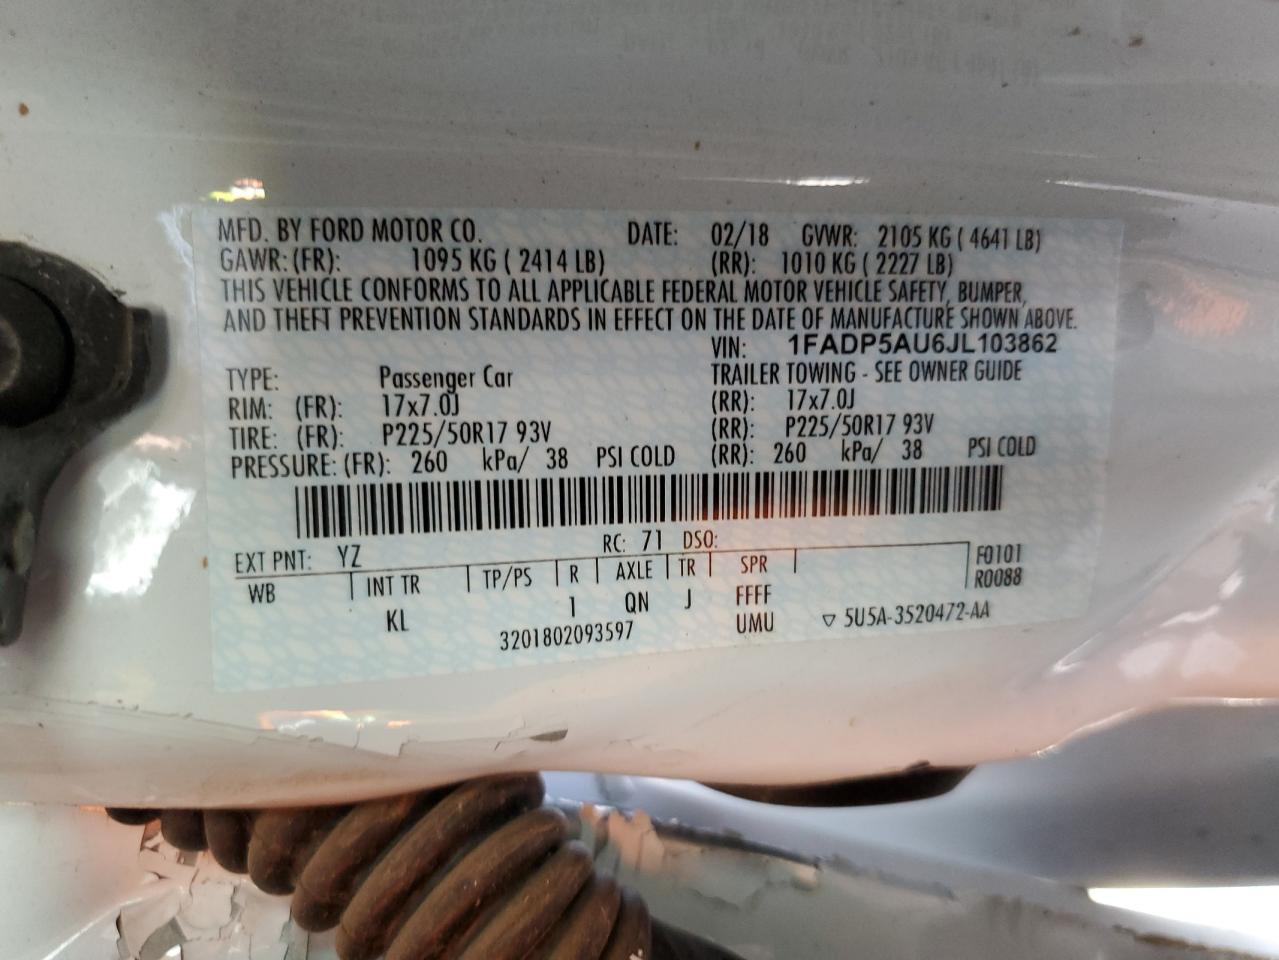 MFD. BY FORD MOTOR CO. DATE: 02/18 GVWR: 2105 KG ( 4641 LB)
GAWR: (FR): 1095 KG ( 2414 LB) (RR): 1010 KG ( 2227 LB)
THIS VEHICLE CONFORMS TO ALL APPLICABLE FEDERAL MOTOR VEHICLE SAFETY, BUMPER,
AND THEFT PREVENTION STANDARDS IN EFFECT ON THE DATE OF MANUFACTURE SHOWN ABOVE.
VIN: 1FADP5AU6JL103862
TYPE: Passenger Car TRAILER TOWING - SEE OWNER GUIDE
RIM: (FR): 17x7.0J (RR): 17x7.0J
TIRE: (FR): P225/50R17 93V (RR): P225/50R17 93V
PRESSURE: (FR): 260 kPa/ 38 PSI COLD (RR): 260 kPa/ 38 PSI COLD
EXT PNT: YZ RC: 71 DSO: F0101
WB INT TR TP/PS R AXLE TR SPR R0088
KL 1 QN J FFFF
3201802093597 UMU ▽ 5U5A-3520472-AA